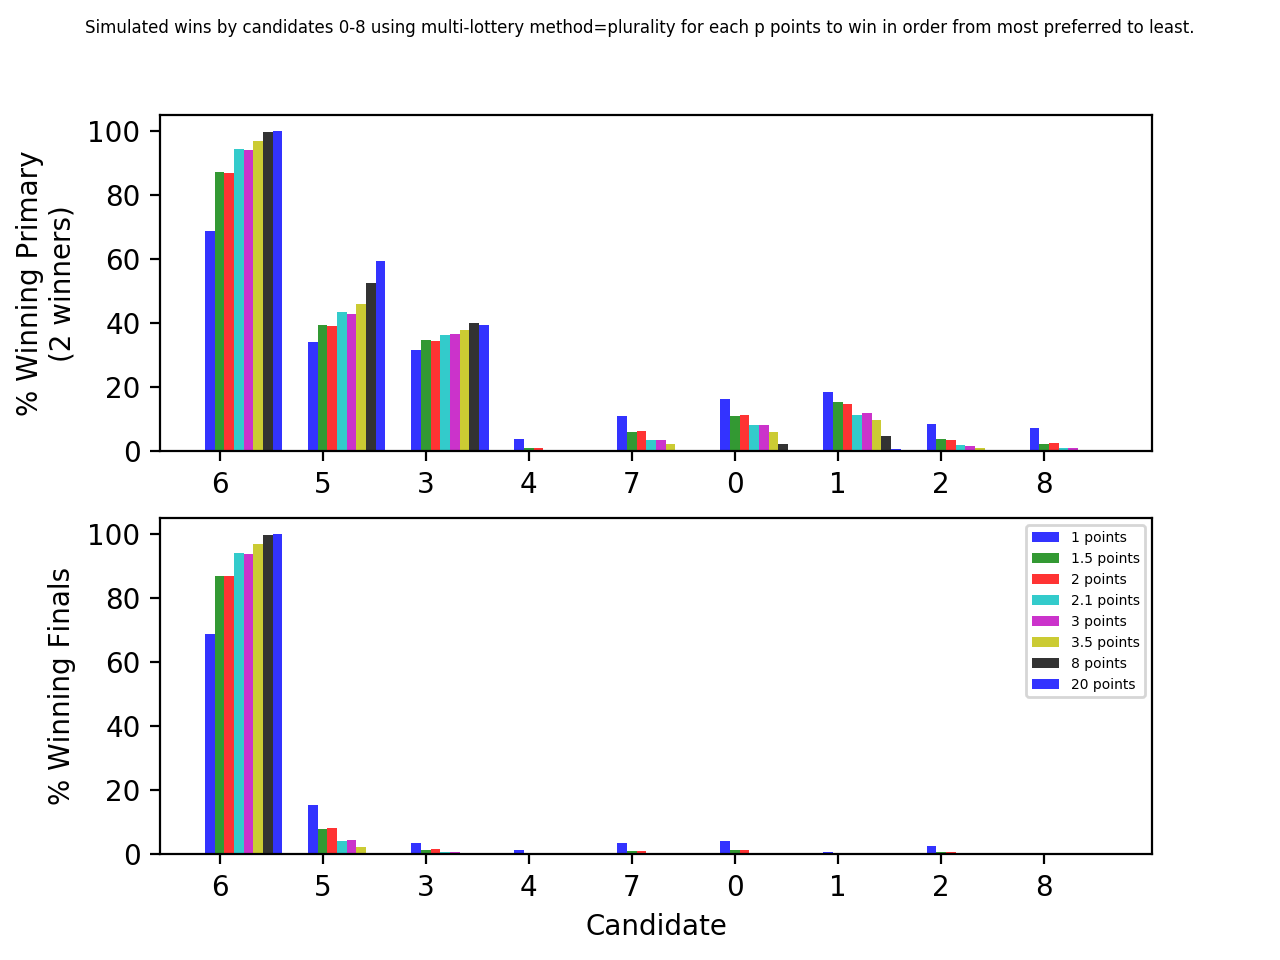 Simulated wins by candidates 0-8 using multi-lottery method=plurality for each p points to win in order from most preferred to least.
% Winning Primary
(2 winners)
100
80
60
40
20
0
6 5 3 4 7 0 1 2 8
% Winning Finals
100
80
60
40
20
0
1 points
1.5 points
2 points
2.1 points
3 points
3.5 points
8 points
20 points
6 5 3 4 7 0 1 2 8
Candidate